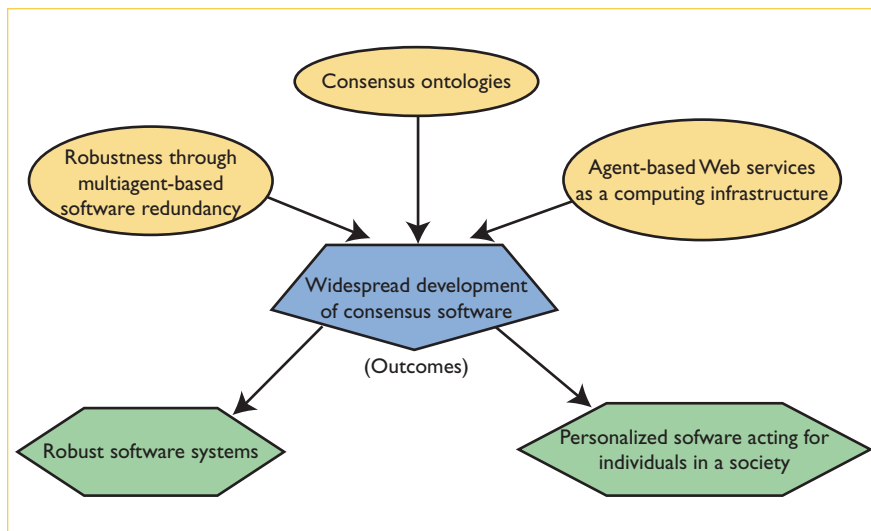 Consensus ontologies
Robustness through
multiagent-based
software redundancy
Agent-based Web services
as a computing infrastructure
Widespread development
of consensus software
(Outcomes)
Robust software systems
Personalized sofware acting for
individuals in a society